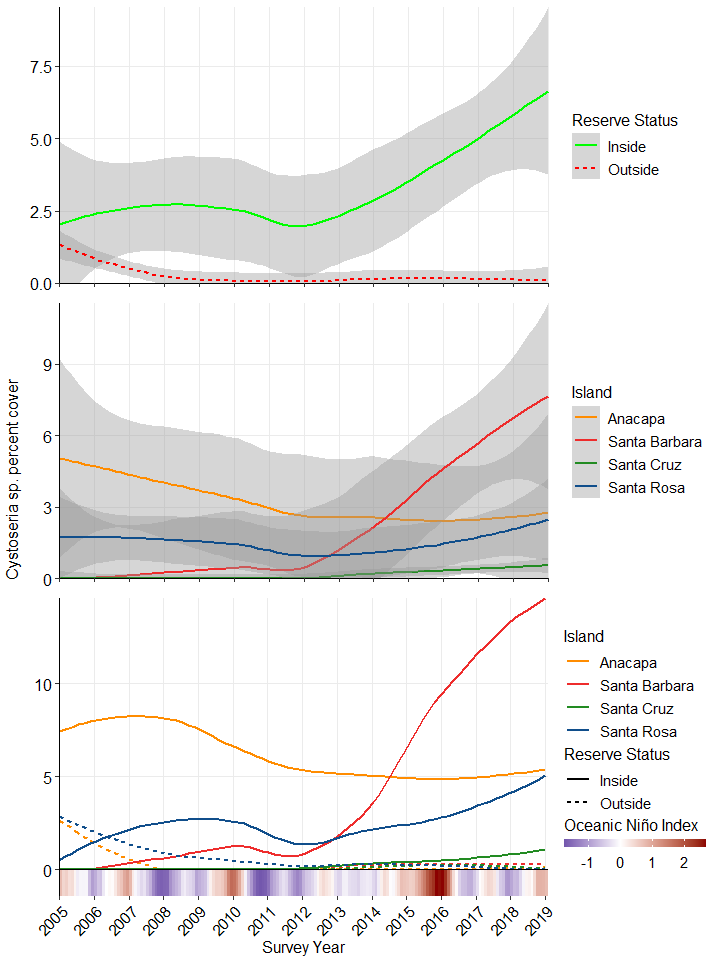 7.5
5.0
2.5
0.0
Reserve Status
Inside
Outside
Cystoseria sp. percent cover
9
6
3
0
Island
Anacapa
Santa Barbara
Santa Cruz
Santa Rosa
10
5
0
Island
Anacapa
Santa Barbara
Santa Cruz
Santa Rosa
Reserve Status
Inside
Outside
Oceanic Niño Index
-1 0 1 2
2005 2006 2007 2008 2009 2010 2011 2012 2013 2014 2015 2016 2017 2018 2019
Survey Year